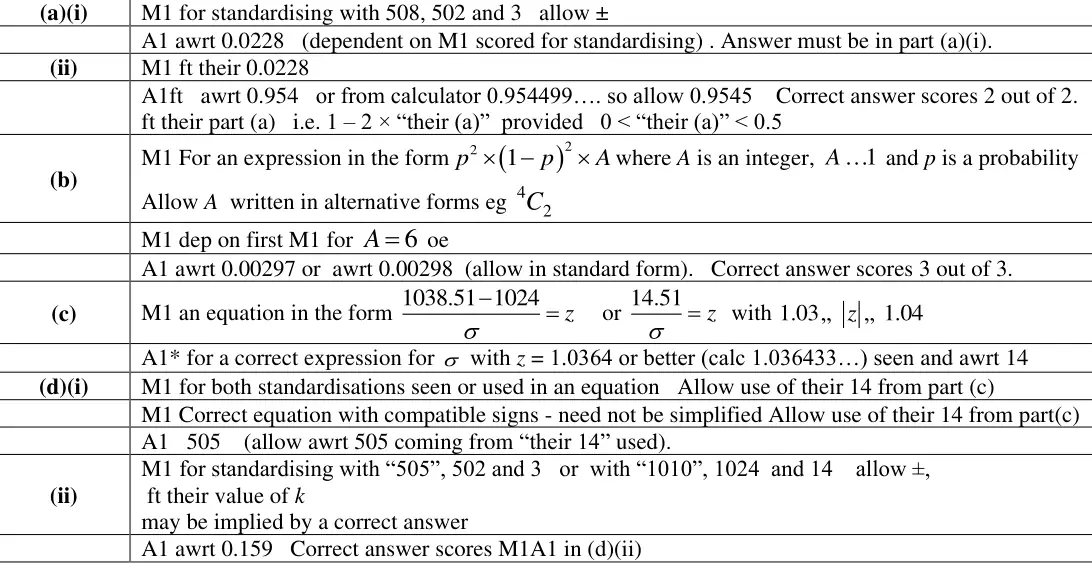 (a)(i) M1 for standardising with 508, 502 and 3 allow ±
A1 awrt 0.0228 (dependent on M1 scored for standardising) . Answer must be in part (a)(i).
(ii) M1 ft their 0.0228
A1ft awrt 0.954 or from calculator 0.954499…. so allow 0.9545 Correct answer scores 2 out of 2.
ft their part (a) i.e. 1 – 2 × “their (a)” provided 0 < “their (a)” < 0.5
(b) M1 For an expression in the form p² × (1 − p)² × A where A is an integer, A …1 and p is a probability
Allow A written in alternative forms eg ⁴C₂
M1 dep on first M1 for A = 6 oe
A1 awrt 0.00297 or awrt 0.00298 (allow in standard form). Correct answer scores 3 out of 3.
(c) M1 an equation in the form (1038.51−1024)/σ = z or 14.51/σ = z with 1.03„ |z| „ 1.04
A1* for a correct expression for σ with z = 1.0364 or better (calc 1.036433…) seen and awrt 14
(d)(i) M1 for both standardisations seen or used in an equation Allow use of their 14 from part (c)
M1 Correct equation with compatible signs - need not be simplified Allow use of their 14 from part(c)
A1 505 (allow awrt 505 coming from “their 14” used).
(ii) M1 for standardising with “505”, 502 and 3 or with “1010”, 1024 and 14 allow ±,
ft their value of k
may be implied by a correct answer
A1 awrt 0.159 Correct answer scores M1A1 in (d)(ii)